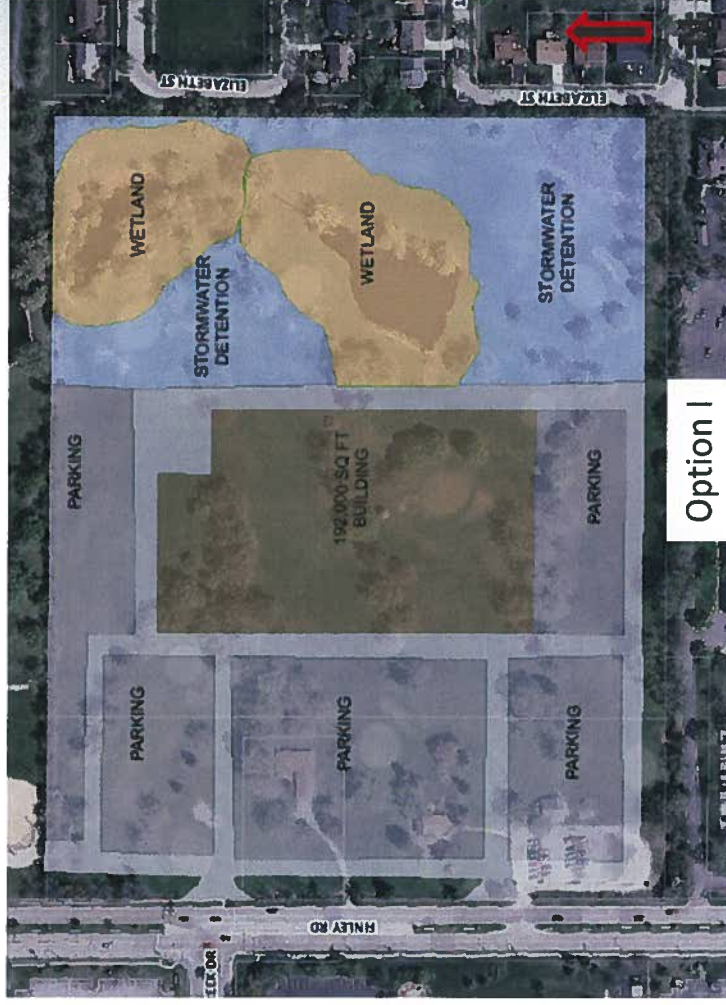 ELIZABETH ST
ELIZABETH ST
WETLAND
WETLAND
STORMWATER
DETENTION
STORMWATER
DETENTION
PARKING
192,000 SQ FT
BUILDING
PARKING
PARKING
PARKING
PARKING
FINLEY RD
Option I